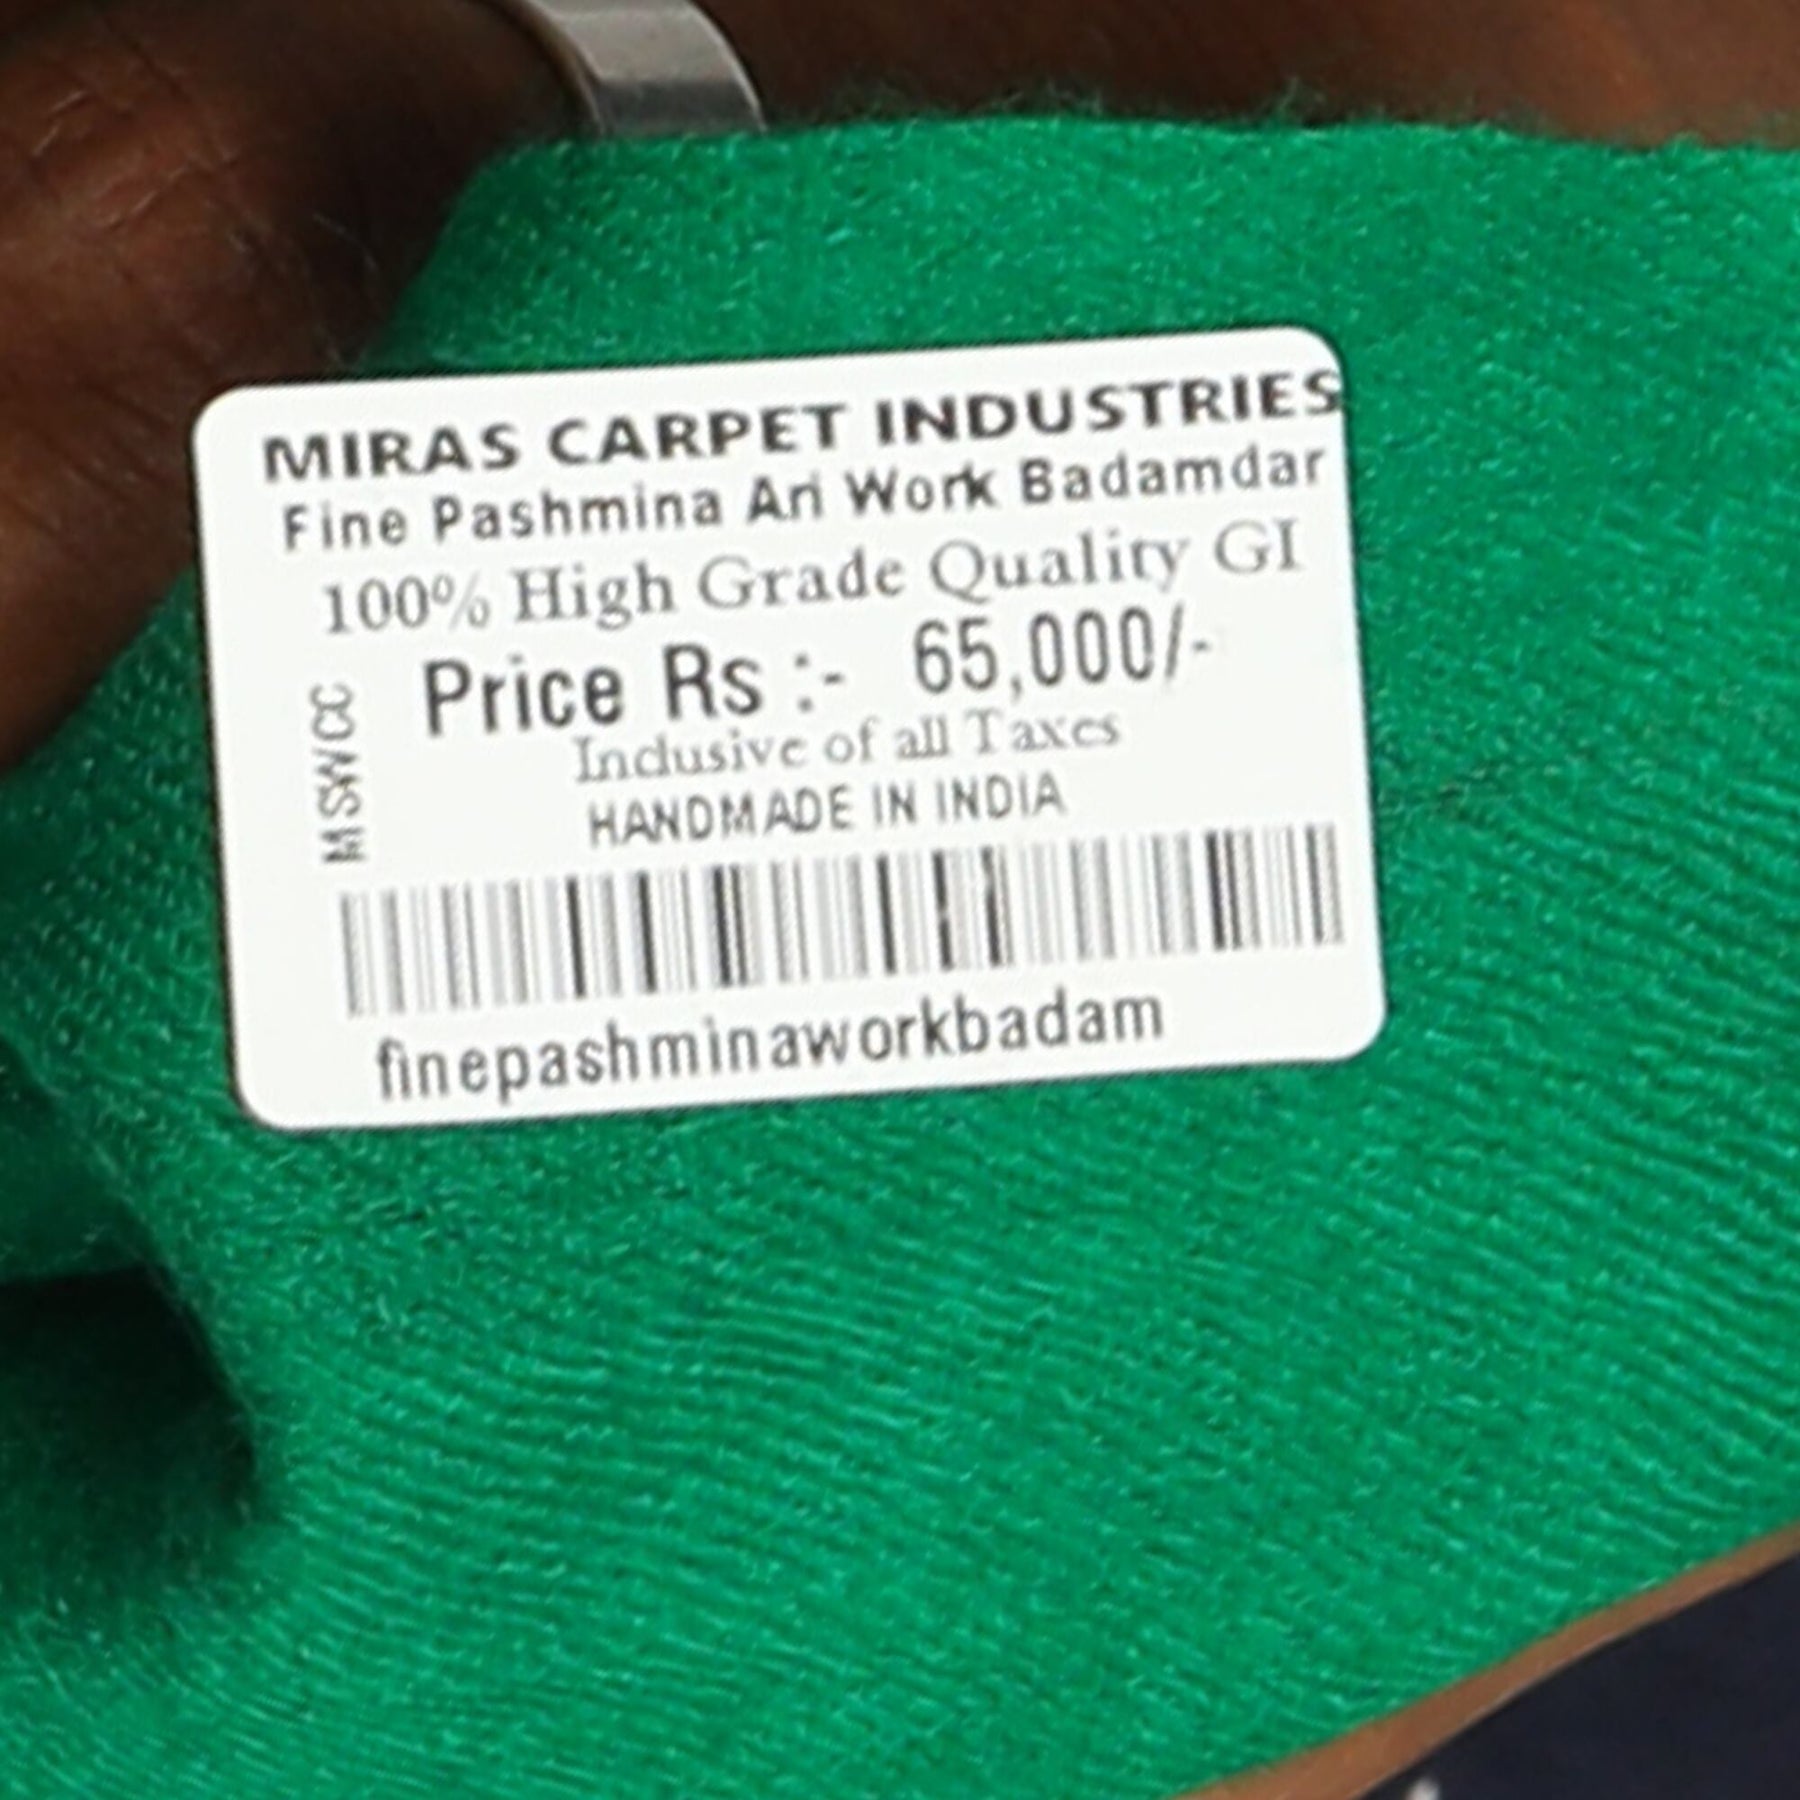 MIRAS CARPET INDUSTRIES
Fine Pashmina Ari Work Badamdar
100% High Grade Quality GI
Price Rs :- 65,000/-
Inclusive of all Taxes
HANDMADE IN INDIA
MSWCC
finepashminaworkbadam